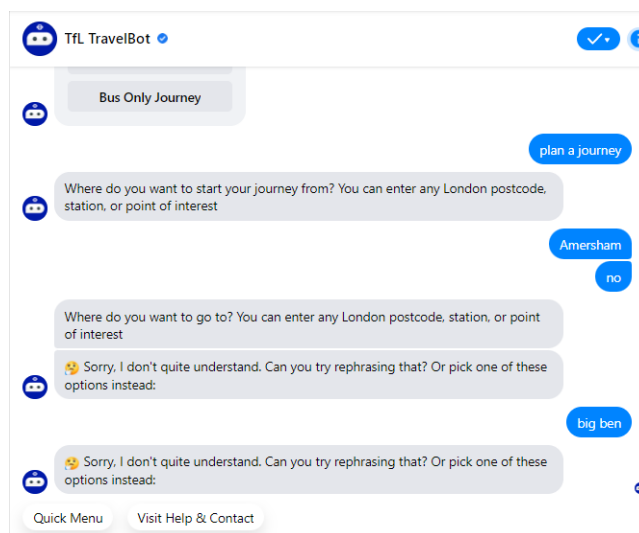 TfL TravelBot
Bus Only Journey
plan a journey
Where do you want to start your journey from? You can enter any London postcode,
station, or point of interest
Amersham
no
Where do you want to go to? You can enter any London postcode, station, or point
of interest
🤔 Sorry, I don't quite understand. Can you try rephrasing that? Or pick one of these
options instead:
big ben
🤔 Sorry, I don't quite understand. Can you try rephrasing that? Or pick one of these
options instead:
Quick Menu Visit Help & Contact